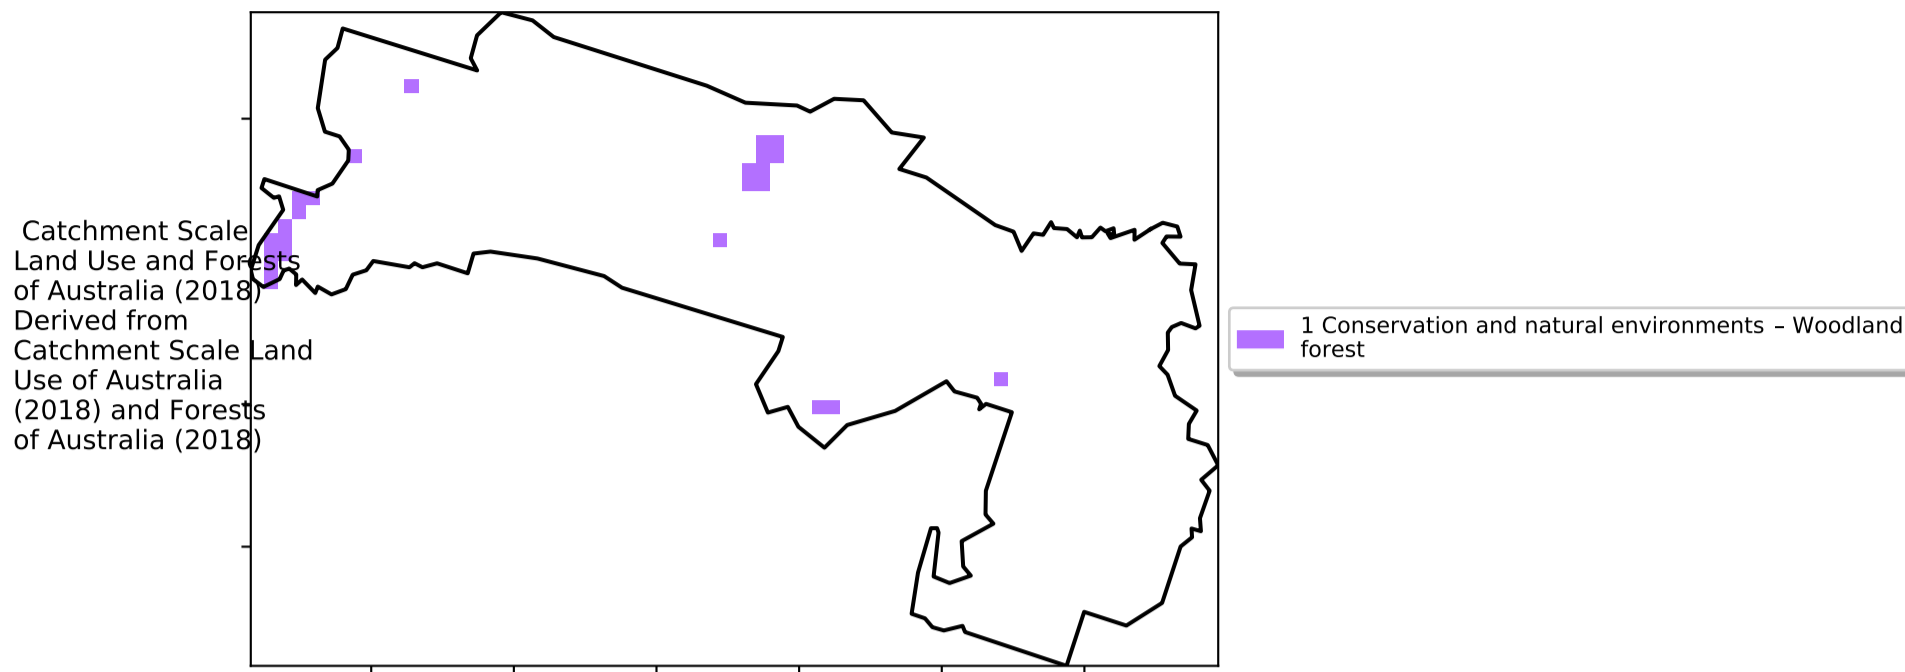 Catchment Scale
Land Use and Forests
of Australia (2018)
Derived from
Catchment Scale Land
Use of Australia
(2018) and Forests
of Australia (2018)
1 Conservation and natural environments – Woodland
forest